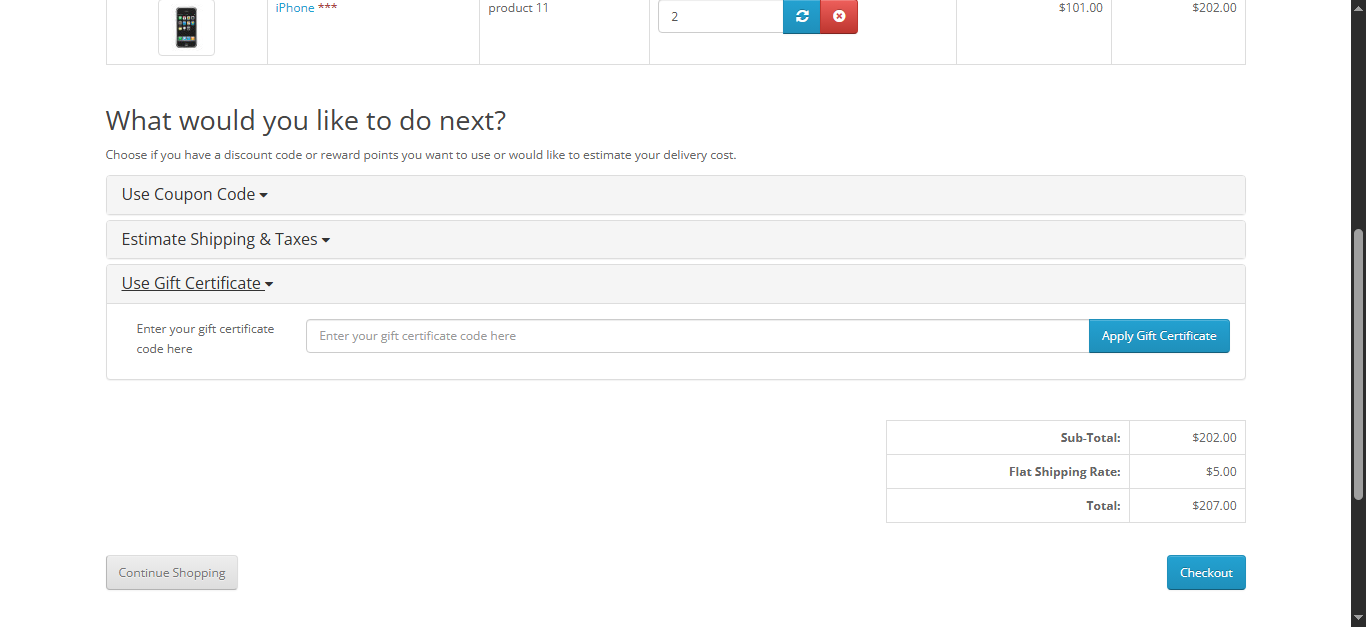 iPhone *** product 11 2 $101.00 $202.00
What would you like to do next?
Choose if you have a discount code or reward points you want to use or would like to estimate your delivery cost.
Use Coupon Code
Estimate Shipping & Taxes
Use Gift Certificate
Enter your gift certificate
code here
Enter your gift certificate code here
Apply Gift Certificate
Sub-Total: $202.00
Flat Shipping Rate: $5.00
Total: $207.00
Continue Shopping
Checkout